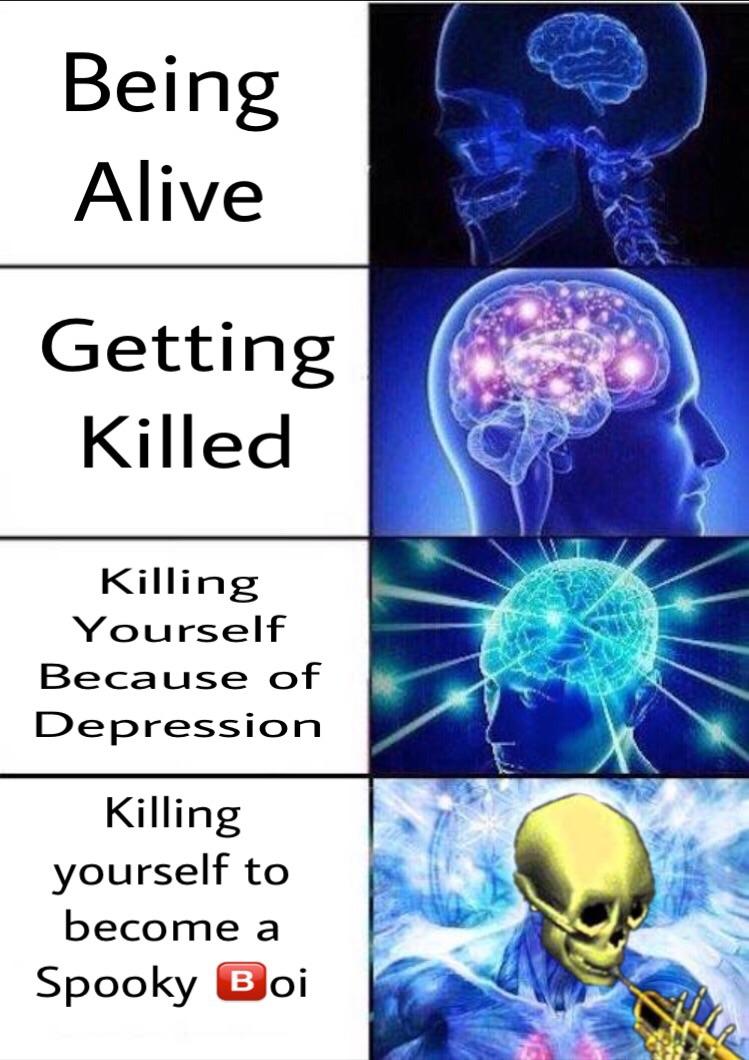 Being
Alive
Getting
Killed
Killing
Yourself
Because of
Depression
Killing
yourself to
become a
Spooky 🅱️oi